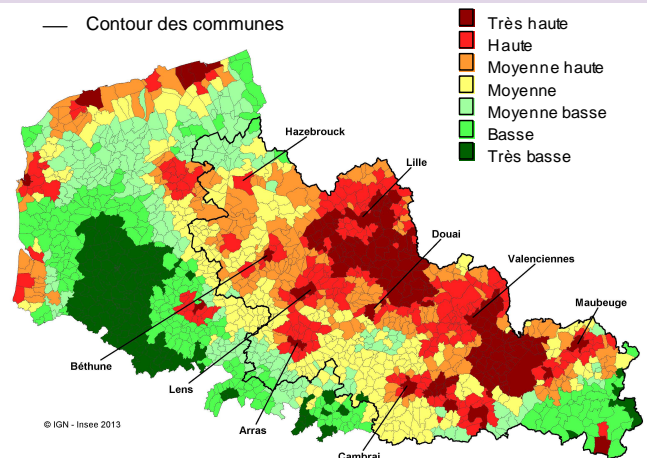 Contour des communes
Très haute
Haute
Moyenne haute
Moyenne
Moyenne basse
Basse
Très basse
Hazebrouck
Lille
Douai
Valenciennes
Maubeuge
Béthune
Lens
Arras
© IGN - Insee 2013
Cambrai